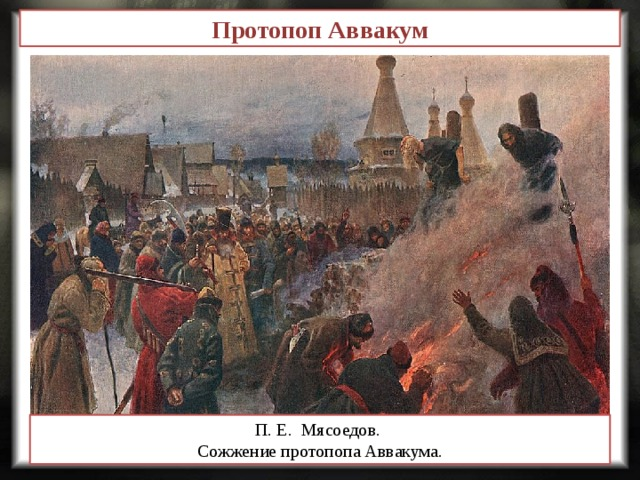 Протопоп Аввакум
П. Е. Мясоедов.
Сожжение протопопа Аввакума.